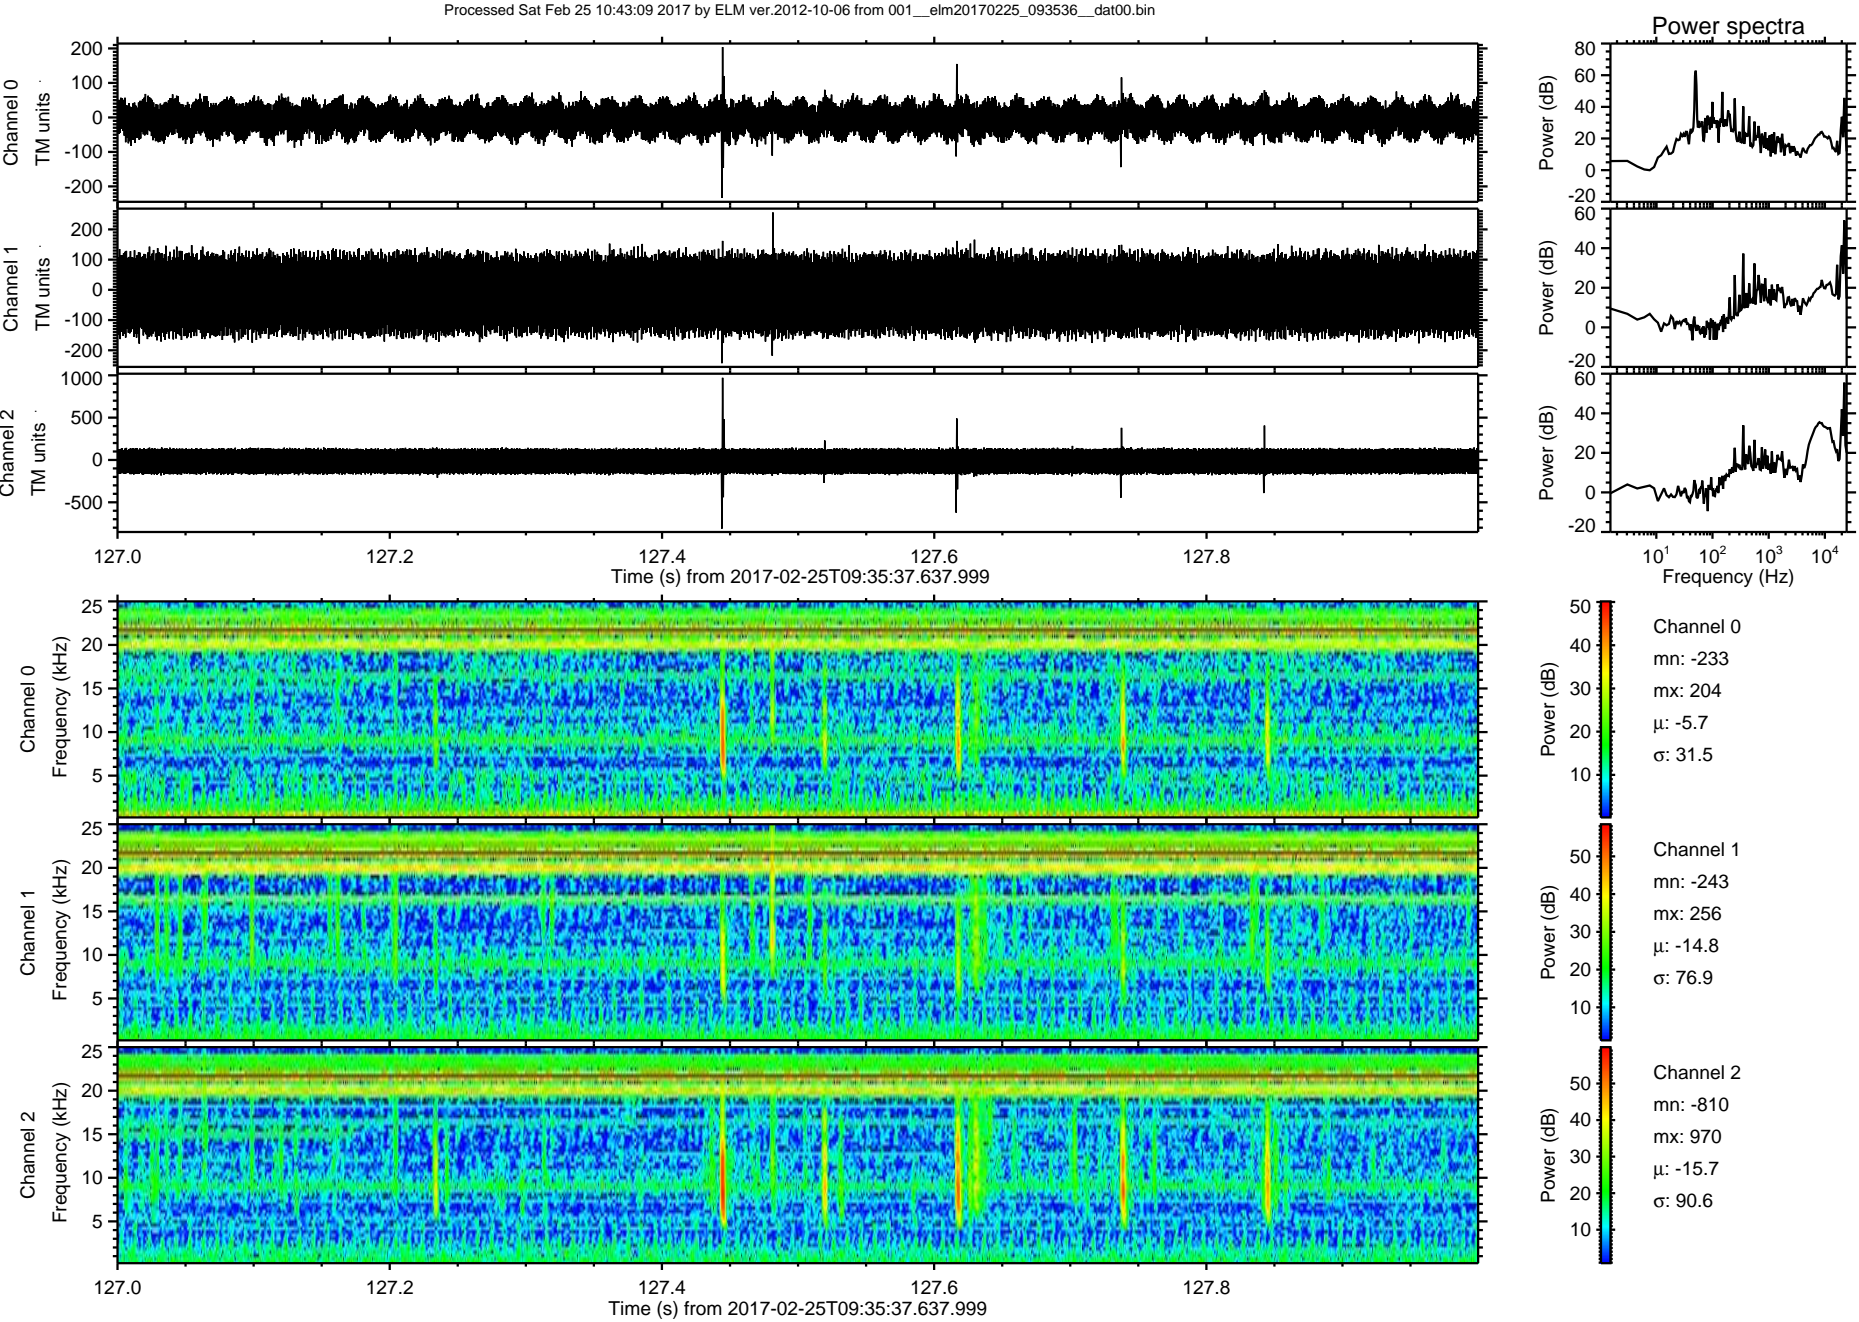 Processed Sat Feb 25 10:43:09 2017 by ELM ver.2012-10-06 from 001__elm20170225_093536__dat00.bin
Power spectra
Channel 0
TM units
200
100
0
-100
-200
Power (dB)
80
60
40
20
0
-20
Channel 1
TM units
200
100
0
-100
-200
Power (dB)
60
40
20
0
-20
Channel 2
TM units
1000
500
0
-500
Power (dB)
60
40
20
0
-20
127.0 127.2 127.4 127.6 127.8
Time (s) from 2017-02-25T09:35:37.637.999
10^1 10^2 10^3 10^4
Frequency (Hz)
Channel 0
Frequency (kHz)
25
20
15
10
5
Power (dB)
50
40
30
20
10
Channel 0
mn: -233
mx: 204
μ: -5.7
σ: 31.5
Channel 1
Frequency (kHz)
25
20
15
10
5
Power (dB)
50
40
30
20
10
Channel 1
mn: -243
mx: 256
μ: -14.8
σ: 76.9
Channel 2
Frequency (kHz)
25
20
15
10
5
Power (dB)
50
40
30
20
10
Channel 2
mn: -810
mx: 970
μ: -15.7
σ: 90.6
127.0 127.2 127.4 127.6 127.8
Time (s) from 2017-02-25T09:35:37.637.999